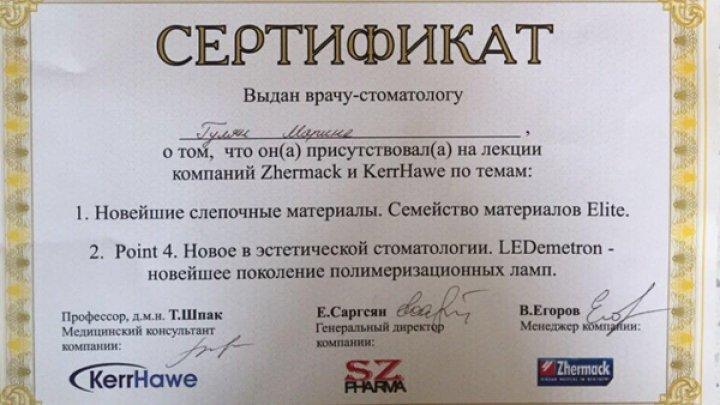 СЕРТИФИКАТ
Выдан врачу-стоматологу
Гулян Марине ,
о том, что он(а) присутствовал(а) на лекции
компаний Zhermack и KerrHawe по темам:
1. Новейшие слепочные материалы. Семейство материалов Elite.
2. Point 4. Новое в эстетической стоматологии. LEDemetron -
новейшее поколение полимеризационных ламп.
Профессор, д.м.н. Т.Шпак
Медицинский консультант
компании:
KerrHawe
Е.Саргсян
Генеральный директор
компании:
SZ
PHARMA
В.Егоров
Менеджер компании:
Zhermack